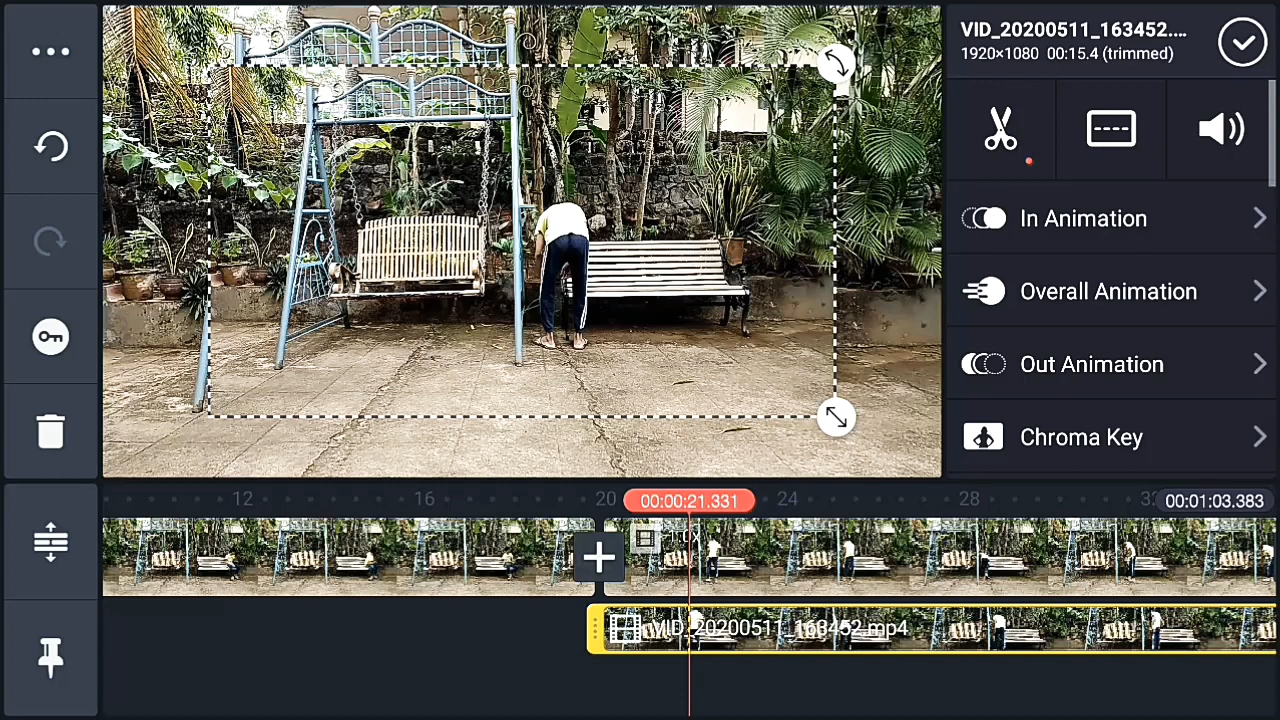 VID_20200511_163452....
1920×1080 00:15.4 (trimmed)
In Animation
Overall Animation
Out Animation
Chroma Key
12
16
20
00:00:21.331
24
28
00:01:03.383
VID_20200511_163452.mp4